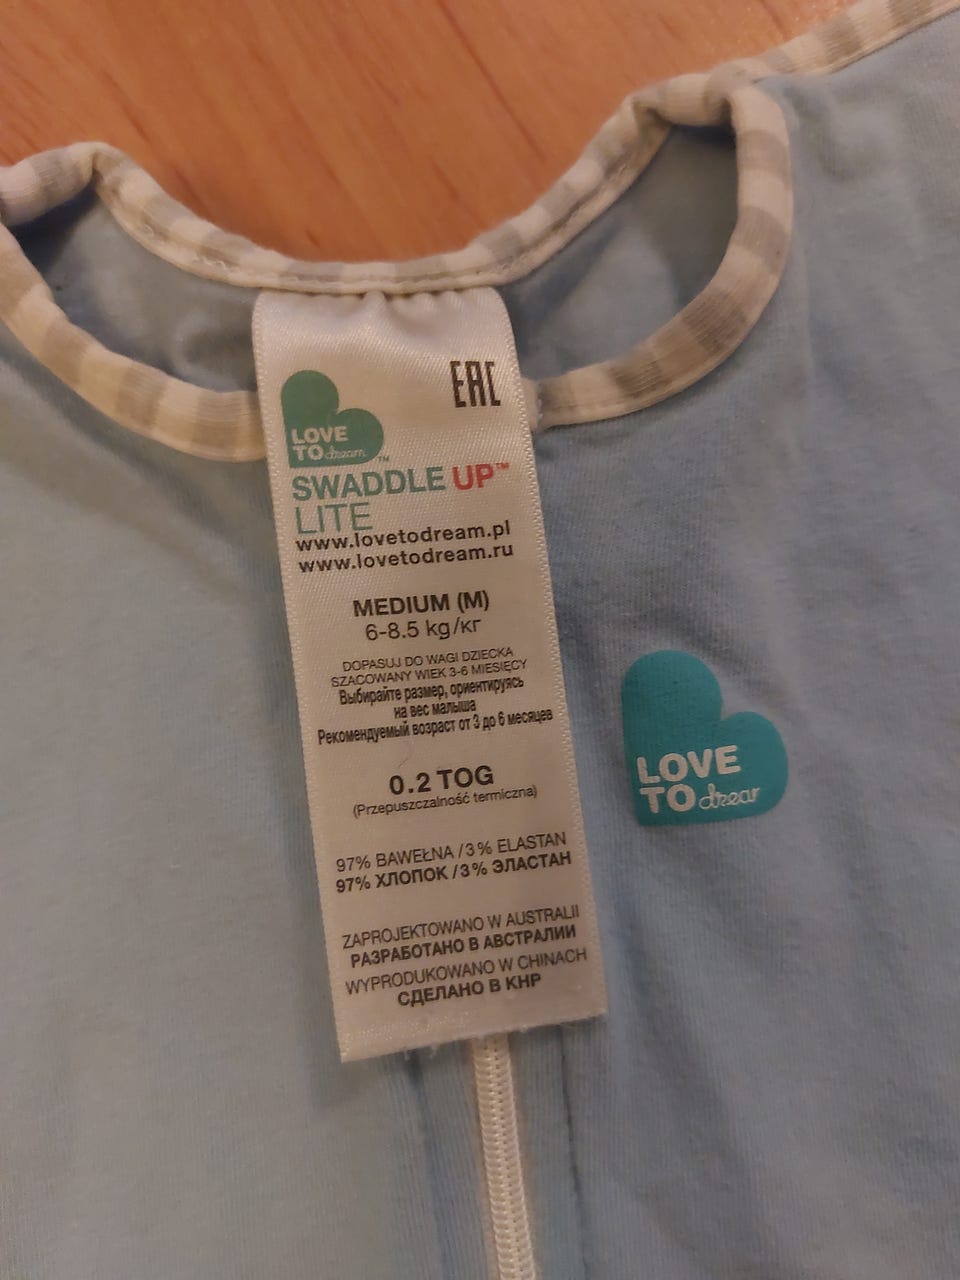 EAC
LOVE
TO dream™
SWADDLE UP™
LITE
www.lovetodream.pl
www.lovetodream.ru
MEDIUM (M)
6-8.5 kg/кг
DOPASUJ DO WAGI DZIECKA
SZACOWANY WIEK 3-6 MIESIĘCY
Выбирайте размер, ориентируясь
на вес малыша
Рекомендуемый возраст от 3 до 6 месяцев
0.2 TOG
(Przepuszczalność termiczna)
97% BAWEŁNA / 3% ELASTAN
97% ХЛОПОК / 3% ЭЛАСТАН
ZAPROJEKTOWANO W AUSTRALII
РАЗРАБОТАНО В АВСТРАЛИИ
WYPRODUKOWANO W CHINACH
СДЕЛАНО В КНР
LOVE
TO drear